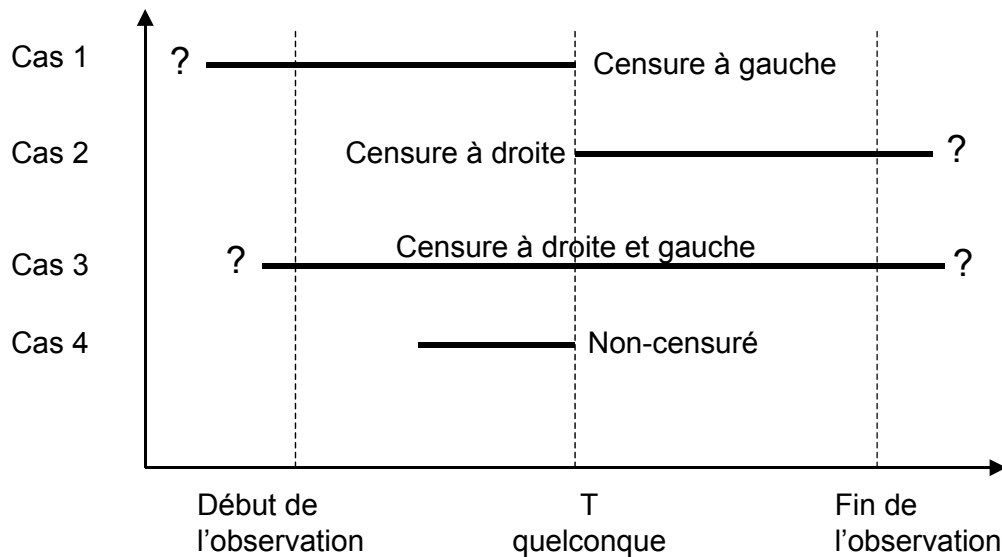 Cas 1
? Censure à gauche
Cas 2
Censure à droite ?
Cas 3
? Censure à droite et gauche ?
Cas 4
Non-censuré
Début de
l’observation
T
quelconque
Fin de
l’observation